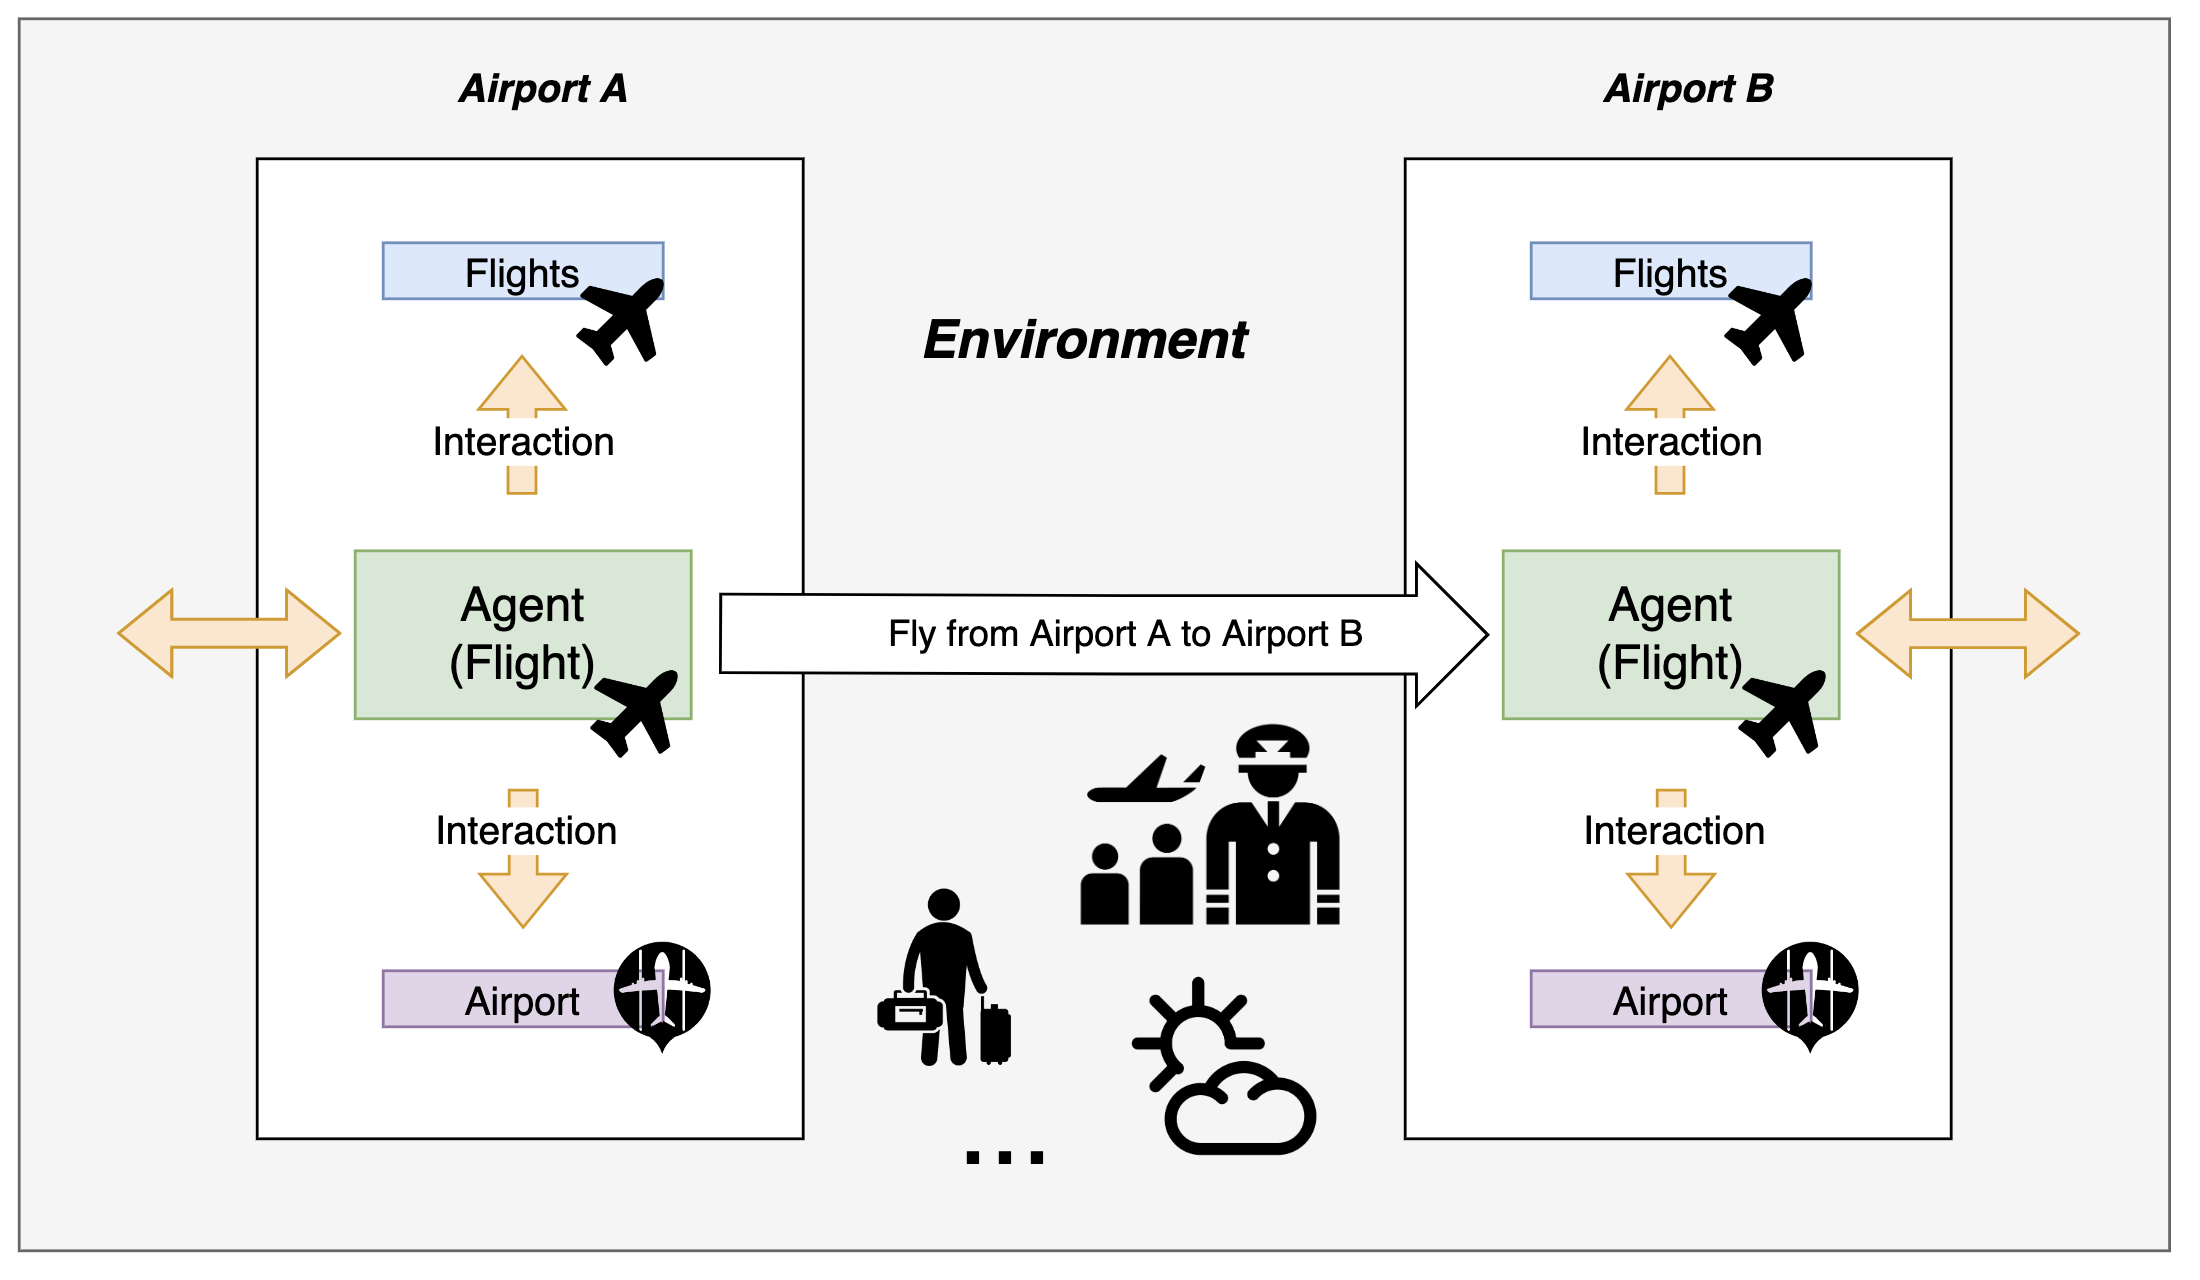 Airport A
Airport B
Flights
Flights
Environment
Interaction
Interaction
Agent
(Flight)
Fly from Airport A to Airport B
Agent
(Flight)
Interaction
Interaction
Airport
Airport
...